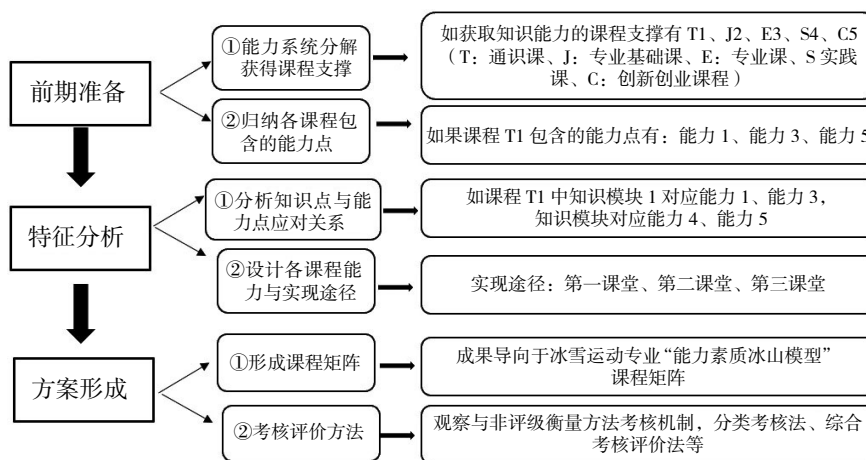 前期准备
①能力系统分解
获得课程支撑
如获取知识能力的课程支撑有 T1、J2、E3、S4、C5
（T：通识课、J：专业基础课、E：专业课、S 实践
课、C：创新创业课程）
②归纳各课程包含
的能力点
如果课程 T1 包含的能力点有：能力 1、能力 3、能力 5
特征分析
①分析知识点与能
力点应对关系
如课程 T1 中知识模块 1 对应能力 1、能力 3，
知识模块对应能力 4、能力 5
②设计各课程能
力与实现途径
实现途径：第一课堂、第二课堂、第三课堂
方案形成
①形成课程矩阵
成果导向于冰雪运动专业“能力素质冰山模型”
课程矩阵
②考核评价方法
观察与非评级衡量方法考核机制，分类考核法、综合
考核评价法等